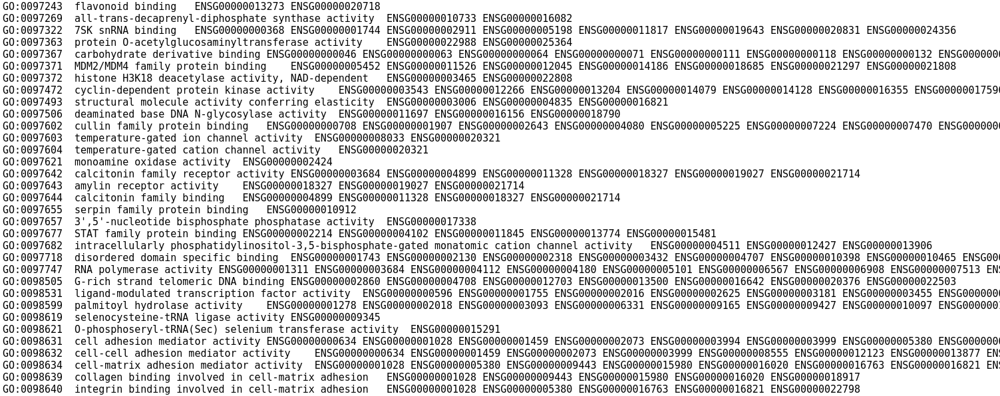 GO:0097243 flavonoid binding ENSG00000013273 ENSG00000020718
GO:0097269 all-trans-decaprenyl-diphosphate synthase activity ENSG00000010733 ENSG00000016082
GO:0097322 7SK snRNA binding ENSG00000000368 ENSG00000001744 ENSG00000002911 ENSG00000005198 ENSG00000011817 ENSG00000019643 ENSG00000020831 ENSG00000024356
GO:0097363 protein O-acetylglucosaminyltransferase activity ENSG00000022988 ENSG00000025364
GO:0097367 carbohydrate derivative binding ENSG00000000046 ENSG00000000063 ENSG00000000064 ENSG00000000071 ENSG00000000111 ENSG00000000118 ENSG00000000132
GO:0097371 MDM2/MDM4 family protein binding ENSG00000005452 ENSG00000011526 ENSG00000012045 ENSG00000014186 ENSG00000018685 ENSG00000021297 ENSG00000021808
GO:0097372 histone H3K18 deacetylase activity, NAD-dependent ENSG00000003465 ENSG00000022808
GO:0097472 cyclin-dependent protein kinase activity ENSG00000003543 ENSG00000012266 ENSG00000013204 ENSG00000014079 ENSG00000014128 ENSG00000016355
GO:0097493 structural molecule activity conferring elasticity ENSG00000003006 ENSG00000004835 ENSG00000016821
GO:0097506 deaminated base DNA N-glycosylase activity ENSG00000011697 ENSG00000016156 ENSG00000018790
GO:0097602 cullin family protein binding ENSG00000000708 ENSG00000001907 ENSG00000002643 ENSG00000004080 ENSG00000005225 ENSG00000007224 ENSG00000007470
GO:0097603 temperature-gated ion channel activity ENSG00000008033 ENSG00000020321
GO:0097604 temperature-gated cation channel activity ENSG00000020321
GO:0097621 monoamine oxidase activity ENSG00000002424
GO:0097642 calcitonin family receptor activity ENSG00000003684 ENSG00000004899 ENSG00000011328 ENSG00000018327 ENSG00000019027 ENSG00000021714
GO:0097643 amylin receptor activity ENSG00000018327 ENSG00000019027 ENSG00000021714
GO:0097644 calcitonin family binding ENSG00000004899 ENSG00000011328 ENSG00000018327 ENSG00000021714
GO:0097655 serpin family protein binding ENSG00000010912
GO:0097657 3',5'-nucleotide bisphosphate phosphatase activity ENSG00000017338
GO:0097677 STAT family protein binding ENSG00000002214 ENSG00000004102 ENSG00000011845 ENSG00000013774 ENSG00000015481
GO:0097682 intracellularly phosphatidylinositol-3,5-bisphosphate-gated monatomic cation channel activity ENSG00000004511 ENSG00000012427 ENSG00000013906
GO:0097718 disordered domain specific binding ENSG00000001743 ENSG00000002130 ENSG00000002318 ENSG00000003432 ENSG00000004707 ENSG00000010398 ENSG00000010465
GO:0097747 RNA polymerase activity ENSG00000001311 ENSG00000003684 ENSG00000004112 ENSG00000004180 ENSG00000005101 ENSG00000006567 ENSG00000006908 ENSG00000007513
GO:0098505 G-rich strand telomeric DNA binding ENSG00000002860 ENSG00000004708 ENSG00000012703 ENSG00000013500 ENSG00000016642 ENSG00000020376 ENSG00000022503
GO:0098531 ligand-modulated transcription factor activity ENSG00000000596 ENSG00000001755 ENSG00000002016 ENSG00000002625 ENSG00000003181 ENSG00000003455
GO:0098599 palmitoyl hydrolase activity ENSG00000001278 ENSG00000002018 ENSG00000003093 ENSG00000006331 ENSG00000009165 ENSG00000009427 ENSG00000010097
GO:0098619 selenocysteine-tRNA ligase activity ENSG00000009345
GO:0098621 O-phosphoseryl-tRNA(Sec) selenium transferase activity ENSG00000015291
GO:0098631 cell adhesion mediator activity ENSG00000000634 ENSG00000001028 ENSG00000001459 ENSG00000002073 ENSG00000003994 ENSG00000003999 ENSG00000005380
GO:0098632 cell-cell adhesion mediator activity ENSG00000000634 ENSG00000001459 ENSG00000002073 ENSG00000003999 ENSG00000008555 ENSG00000012123 ENSG00000013877
GO:0098634 cell-matrix adhesion mediator activity ENSG00000001028 ENSG00000005380 ENSG00000009443 ENSG00000015980 ENSG00000016020 ENSG00000016763 ENSG00000016821
GO:0098639 collagen binding involved in cell-matrix adhesion ENSG00000001028 ENSG00000009443 ENSG00000015980 ENSG00000016020 ENSG00000018917
GO:0098640 integrin binding involved in cell-matrix adhesion ENSG00000001028 ENSG00000005380 ENSG00000016763 ENSG00000016821 ENSG00000022798